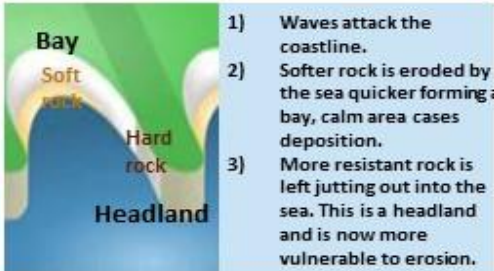 Bay
Soft
rock
Hard
rock
Headland
1) Waves attack the
coastline.
2) Softer rock is eroded by
the sea quicker forming a
bay, calm area cases
deposition.
3) More resistant rock is
left jutting out into the
sea. This is a headland
and is now more
vulnerable to erosion.